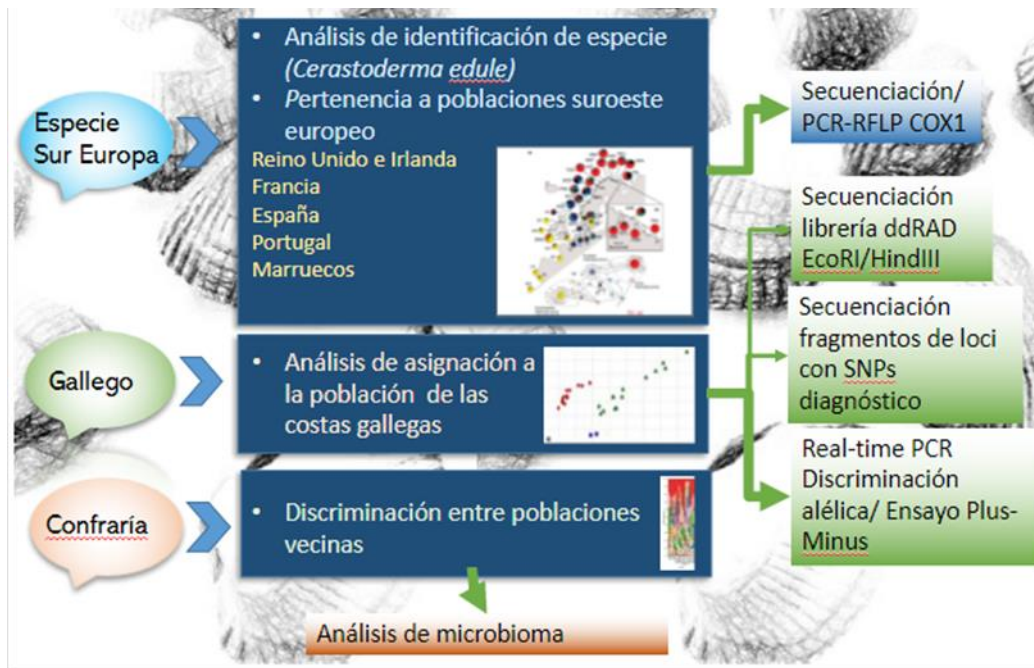 Especie
Sur Europa
• Análisis de identificación de especie
(Cerastoderma edule)
• Pertenencia a poblaciones suroeste
europeo
Reino Unido e Irlanda
Francia
España
Portugal
Marruecos
Secuenciación/
PCR-RFLP COX1
Gallego
• Análisis de asignación a
la población de las
costas gallegas
Secuenciación
librería ddRAD
EcoRI/HindIII
Secuenciación
fragmentos de loci
con SNPs
diagnóstico
Real-time PCR
Discriminación
alélica/ Ensayo Plus-
Minus
Confraría
• Discriminación entre poblaciones
vecinas
Análisis de microbioma